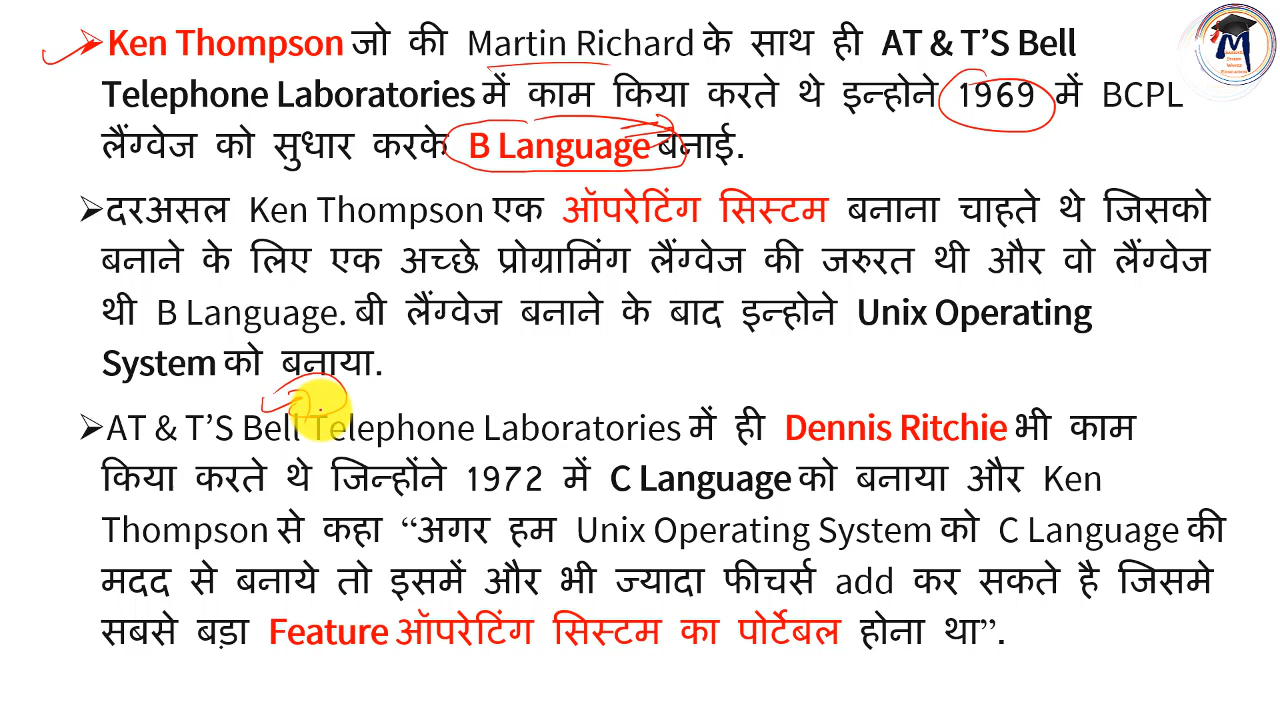 ➢Ken Thompson जो की Martin Richard के साथ ही AT & T’S Bell
Telephone Laboratories में काम किया करते थे इन्होने 1969 में BCPL
लैंग्वेज को सुधार करके B Language बनाई.
➢दरअसल Ken Thompson एक ऑपरेटिंग सिस्टम बनाना चाहते थे जिसको
बनाने के लिए एक अच्छे प्रोग्रामिंग लैंग्वेज की जरुरत थी और वो लैंग्वेज
थी B Language. बी लैंग्वेज बनाने के बाद इन्होने Unix Operating
System को बनाया.
➢AT & T’S Bell Telephone Laboratories में ही Dennis Ritchie भी काम
किया करते थे जिन्होंने 1972 में C Language को बनाया और Ken
Thompson से कहा “अगर हम Unix Operating System को C Language की
मदद से बनाये तो इसमें और भी ज्यादा फीचर्स add कर सकते है जिसमे
सबसे बड़ा Feature ऑपरेटिंग सिस्टम का पोर्टेबल होना था”.